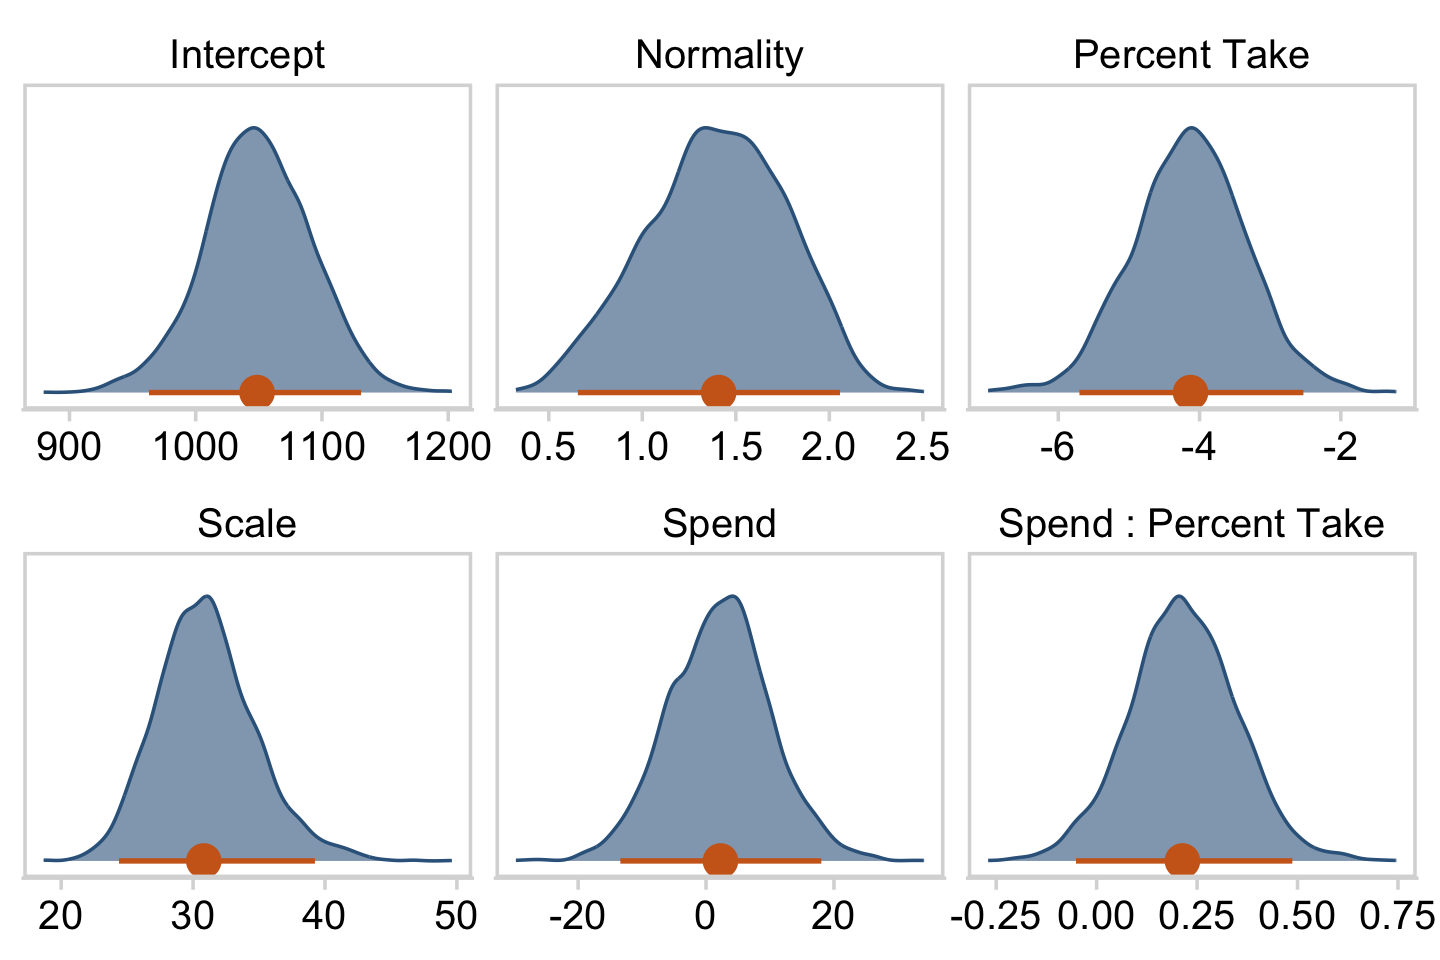 Intercept Normality Percent Take
900 1000 1100 1200 0.5 1.0 1.5 2.0 2.5 -6 -4 -2
Scale Spend Spend : Percent Take
20 30 40 50 -20 0 20 -0.25 0.00 0.25 0.50 0.75